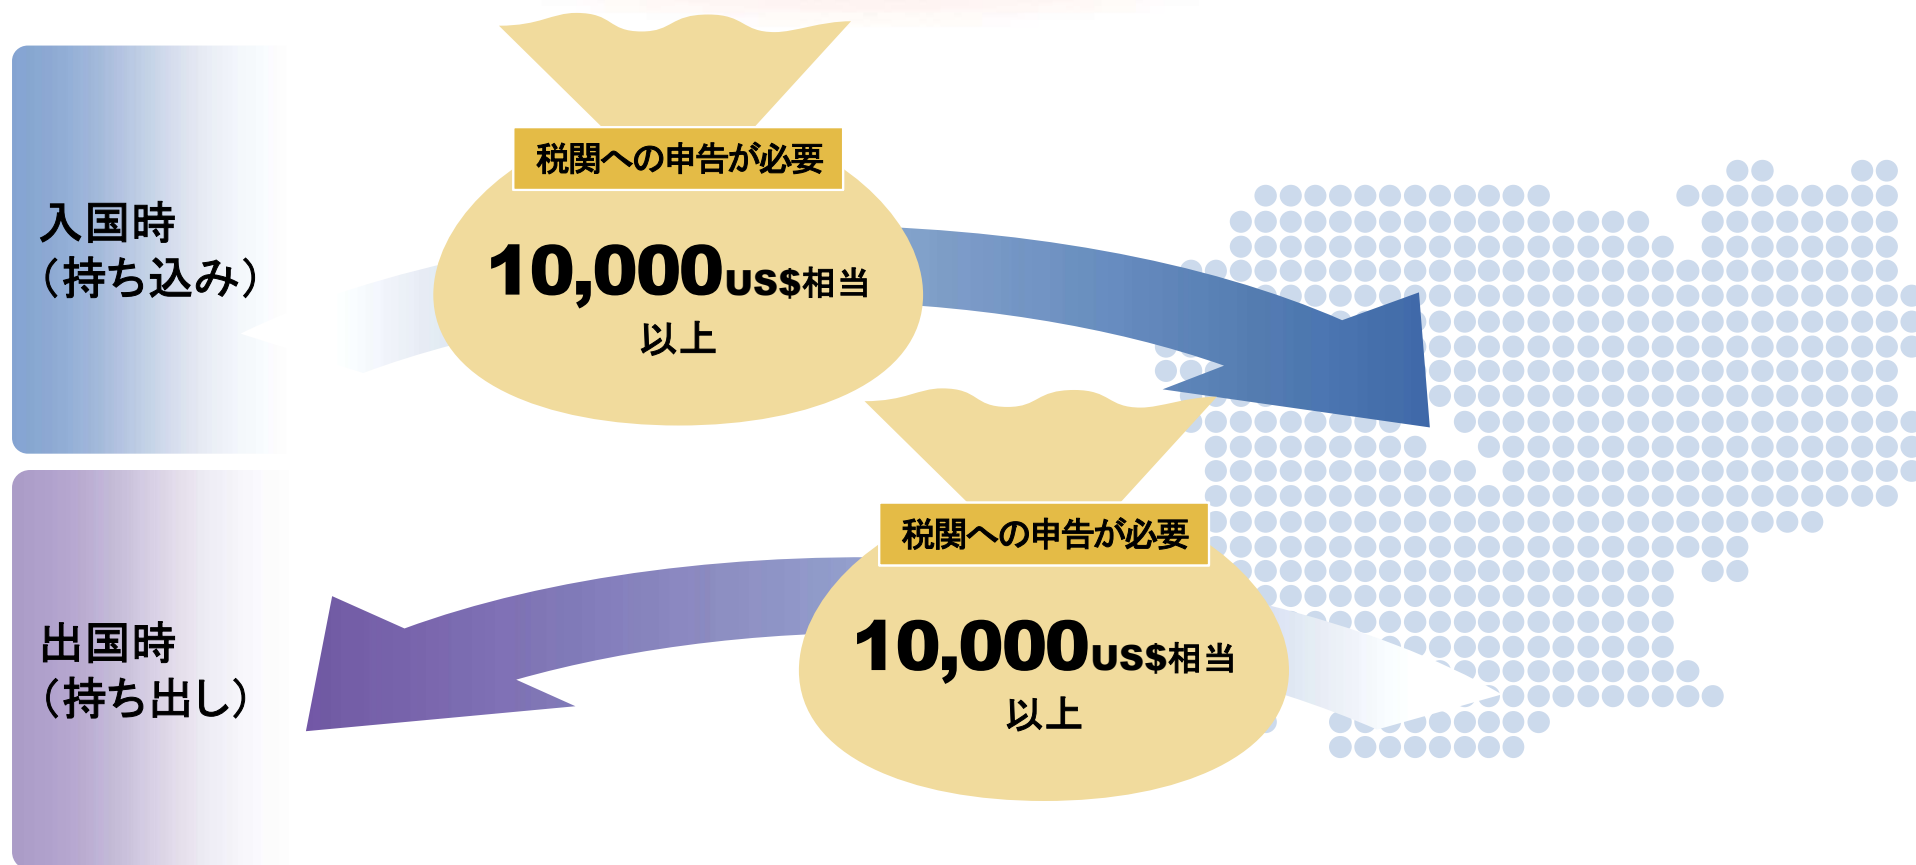 入国時
（持ち込み）
税関への申告が必要
10,000US$相当
以上
出国時
（持ち出し）
税関への申告が必要
10,000US$相当
以上